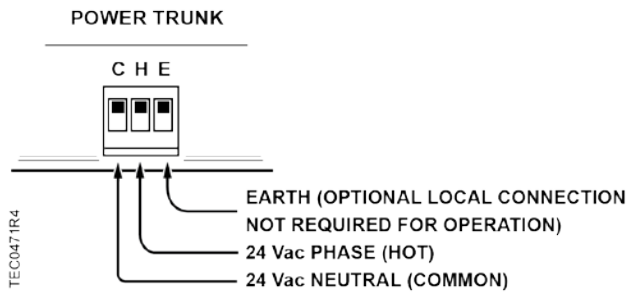 POWER TRUNK
C H E
EARTH (OPTIONAL LOCAL CONNECTION
NOT REQUIRED FOR OPERATION)
24 Vac PHASE (HOT)
24 Vac NEUTRAL (COMMON)
TEC0471R4